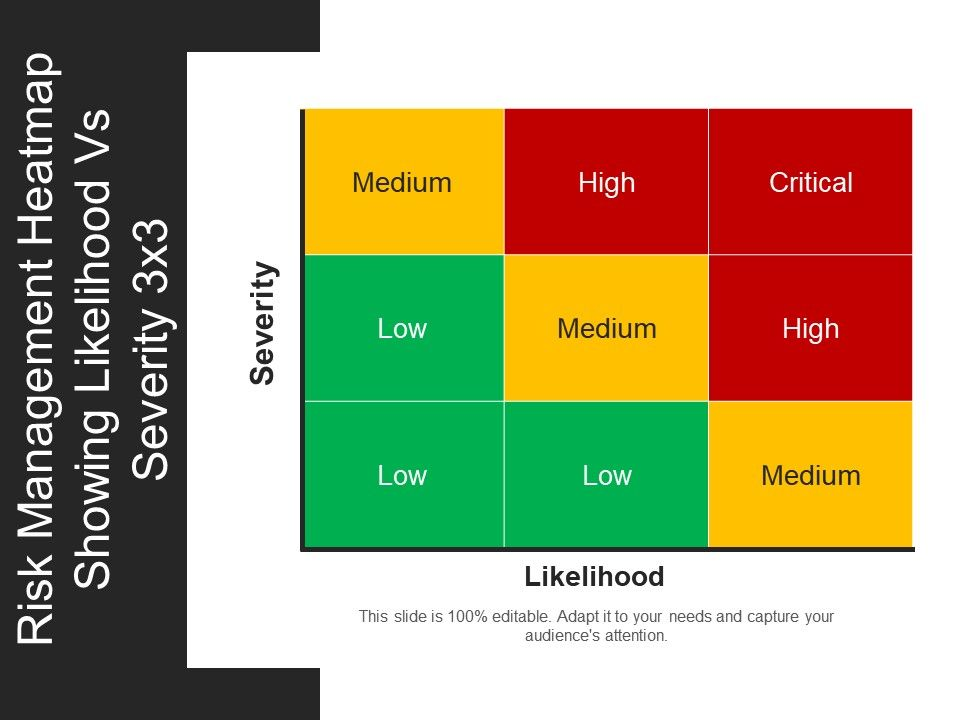 Risk Management Heatmap
Showing Likelihood Vs
Severity 3x3
Severity
Medium High Critical
Low Medium High
Low Low Medium
Likelihood
This slide is 100% editable. Adapt it to your needs and capture your
audience's attention.